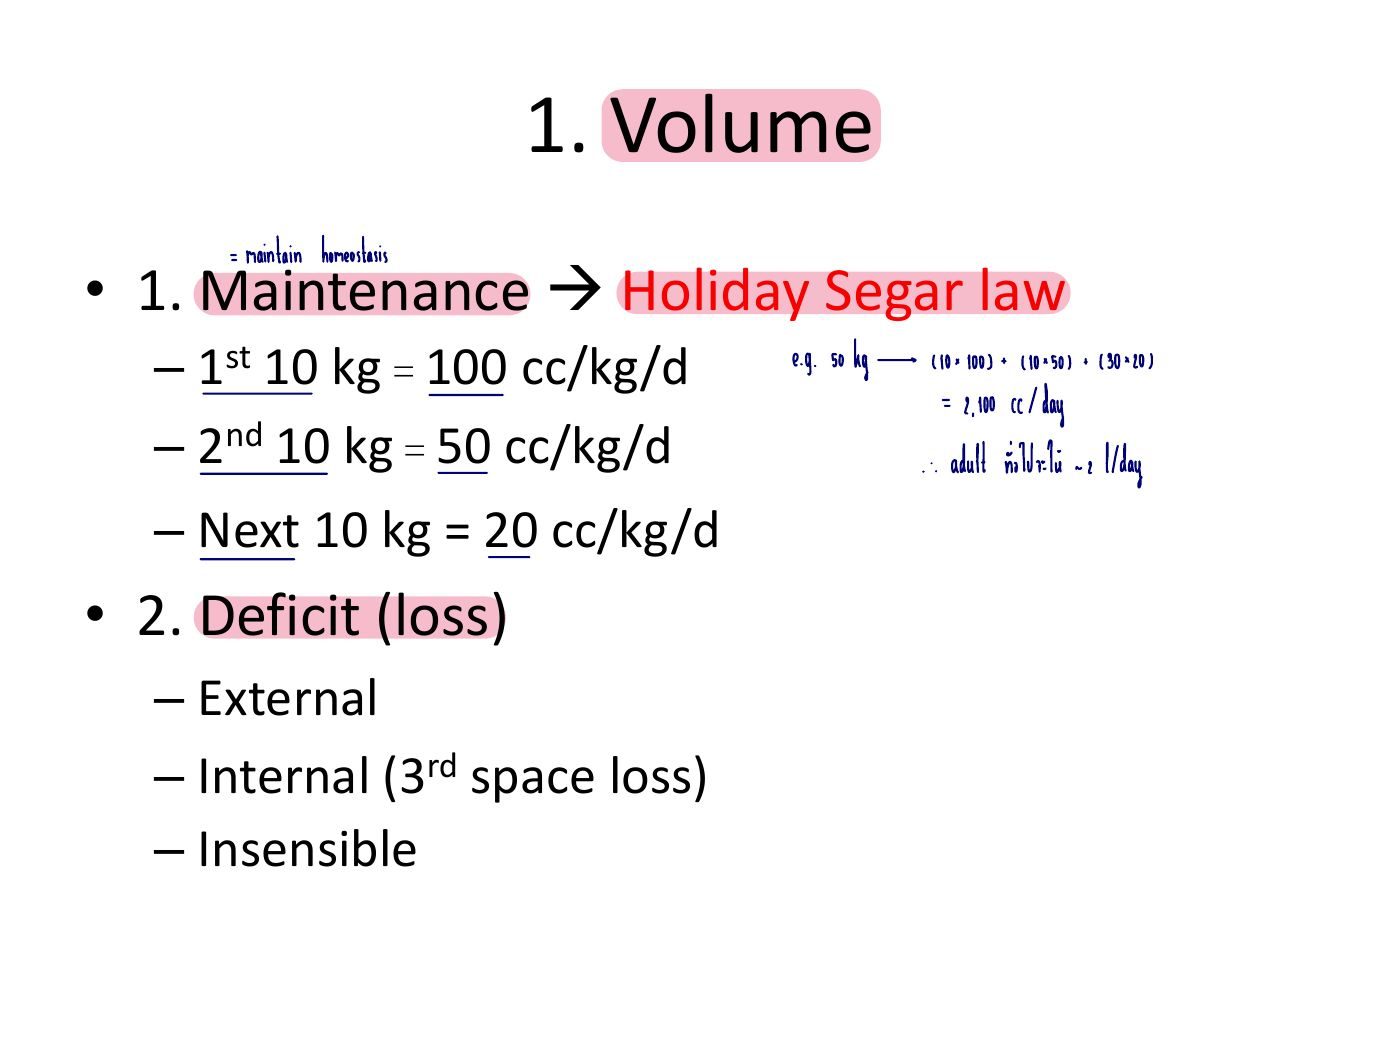 1. Volume
= maintain homeostasis
• 1. Maintenance → Holiday Segar law
– 1st 10 kg = 100 cc/kg/d
e.g. 50 kg → (10×100) + (10×50) + (30×20)
= 2,100 cc/day
– 2nd 10 kg = 50 cc/kg/d
∴ adult ทั่วไปจะให้ ~2 l/day
– Next 10 kg = 20 cc/kg/d
• 2. Deficit (loss)
– External
– Internal (3rd space loss)
– Insensible